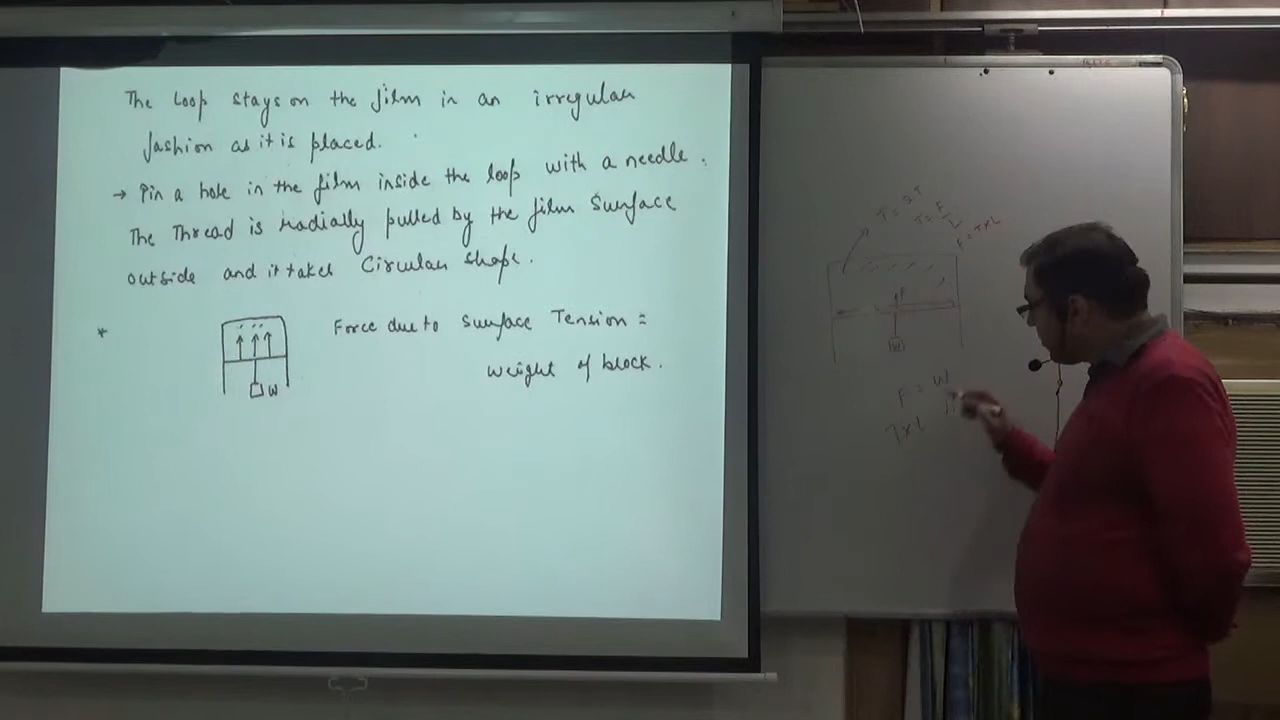 The Loop stays on the film in an irregular
fashion as it is placed.
→ Pin a hole in the film inside the loop with a needle.
The Thread is radially pulled by the film Surface
outside and it takes Circular Shape.
* Force due to Surface Tension =
weight of block.
W
T = F/L
F = T×L
F
W
F = W
T×L